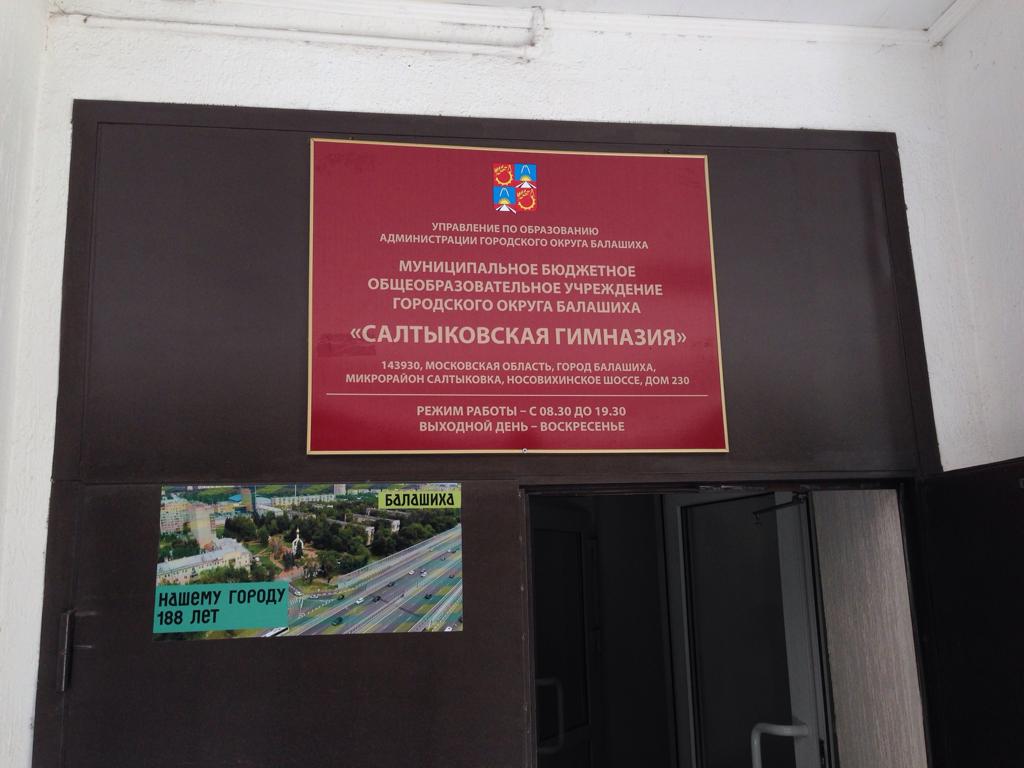 УПРАВЛЕНИЕ ПО ОБРАЗОВАНИЮ
АДМИНИСТРАЦИИ ГОРОДСКОГО ОКРУГА БАЛАШИХА
МУНИЦИПАЛЬНОЕ БЮДЖЕТНОЕ
ОБЩЕОБРАЗОВАТЕЛЬНОЕ УЧРЕЖДЕНИЕ
ГОРОДСКОГО ОКРУГА БАЛАШИХА
«САЛТЫКОВСКАЯ ГИМНАЗИЯ»
143930, МОСКОВСКАЯ ОБЛАСТЬ, ГОРОД БАЛАШИХА,
МИКРОРАЙОН САЛТЫКОВКА, НОСОВИХИНСКОЕ ШОССЕ, ДОМ 230
РЕЖИМ РАБОТЫ – С 08.30 ДО 19.30
ВЫХОДНОЙ ДЕНЬ – ВОСКРЕСЕНЬЕ
БАЛАШИХА
НАШЕМУ ГОРОДУ
188 ЛЕТ